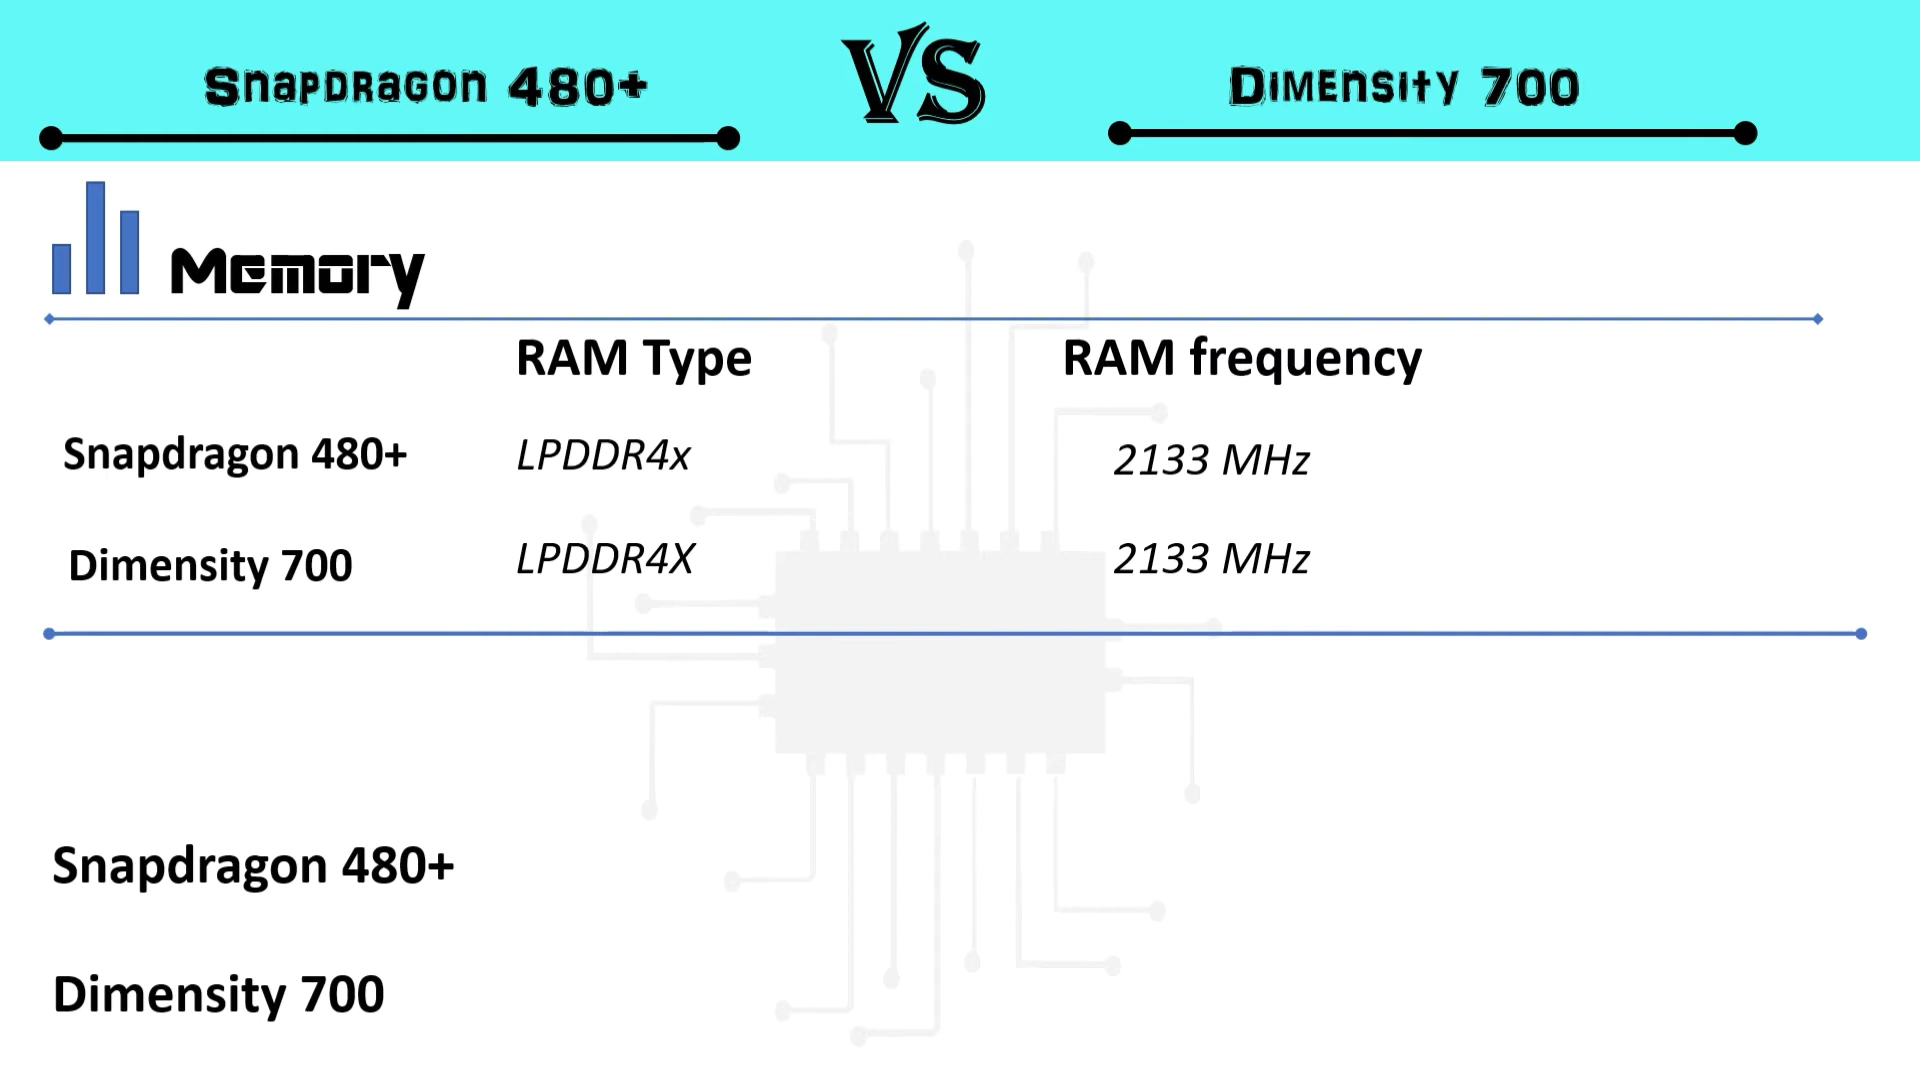 Snapdragon 480+ VS Dimensity 700
Memory
RAM Type RAM frequency
Snapdragon 480+ LPDDR4x 2133 MHz
Dimensity 700 LPDDR4X 2133 MHz
Snapdragon 480+
Dimensity 700